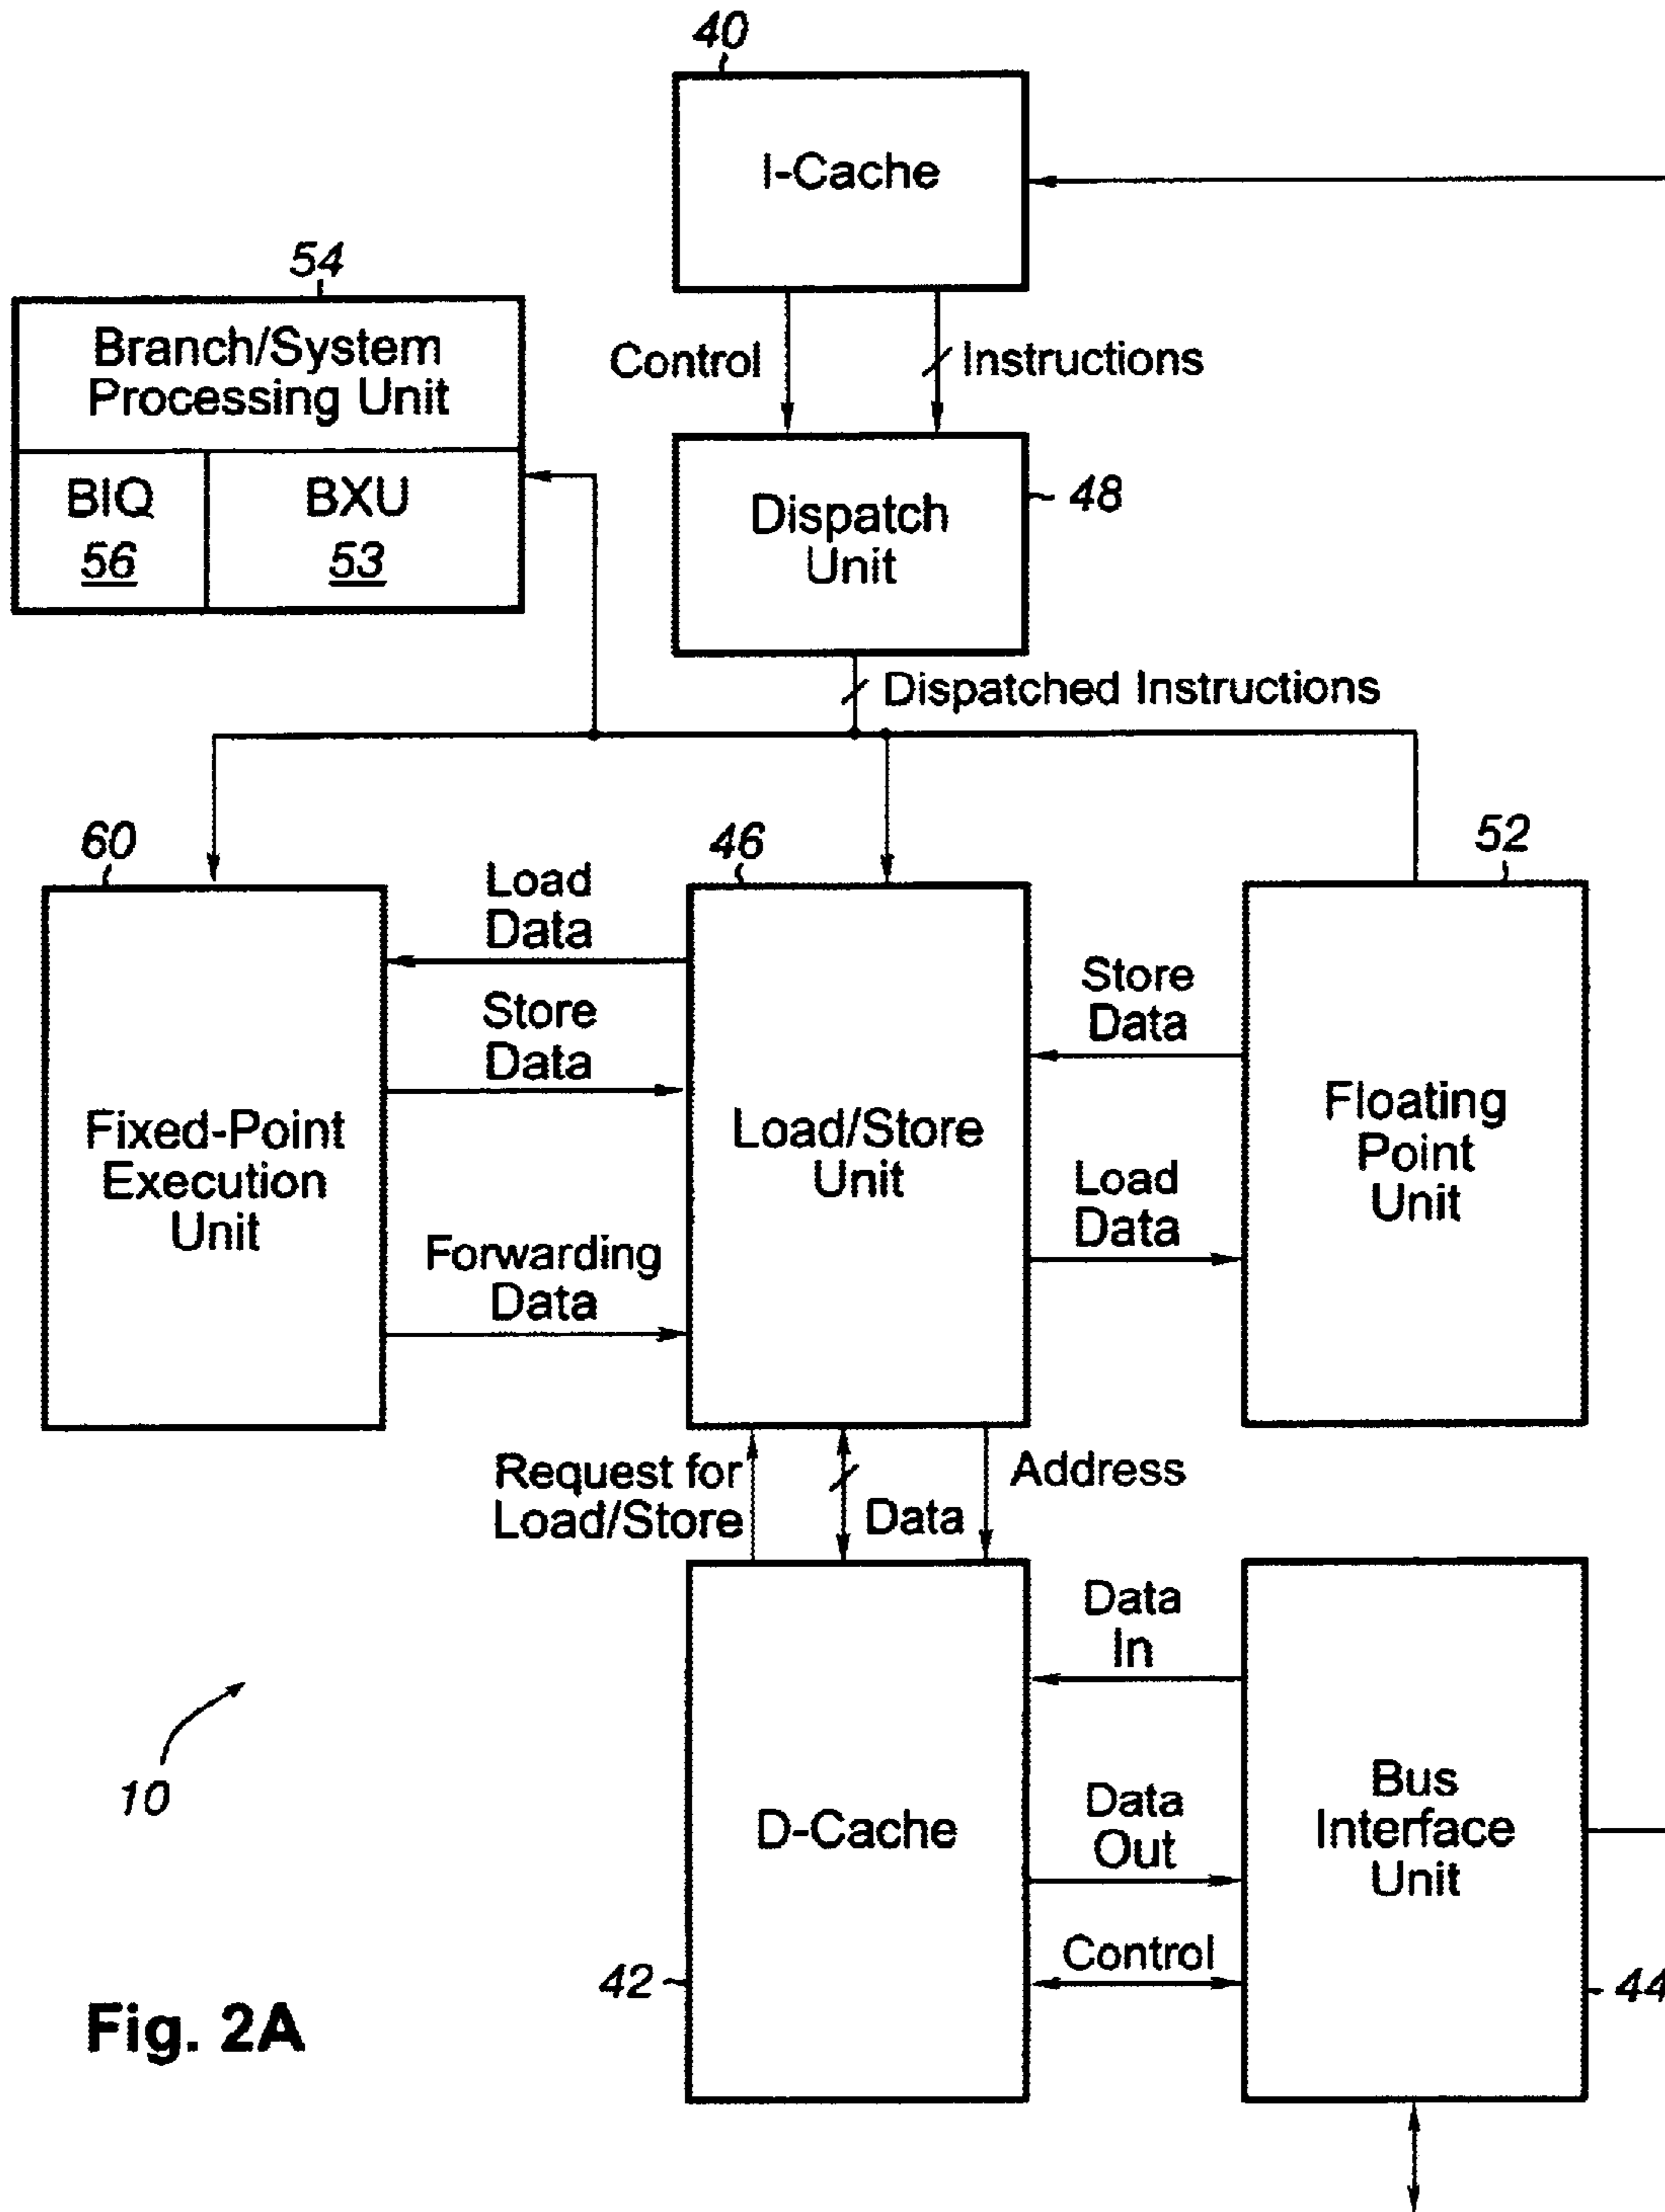 40
I-Cache
54
Branch/System
Processing Unit
BIQ
56
BXU
53
Control
Instructions
Dispatch
Unit
48
Dispatched Instructions
60
46
52
Load
Data
Store
Data
Forwarding
Data
Fixed-Point
Execution
Unit
Load/Store
Unit
Store
Data
Load
Data
Floating
Point
Unit
Request for
Load/Store
Data
Address
Data
In
Data
Out
Control
D-Cache
Bus
Interface
Unit
10
42
44
Fig. 2A